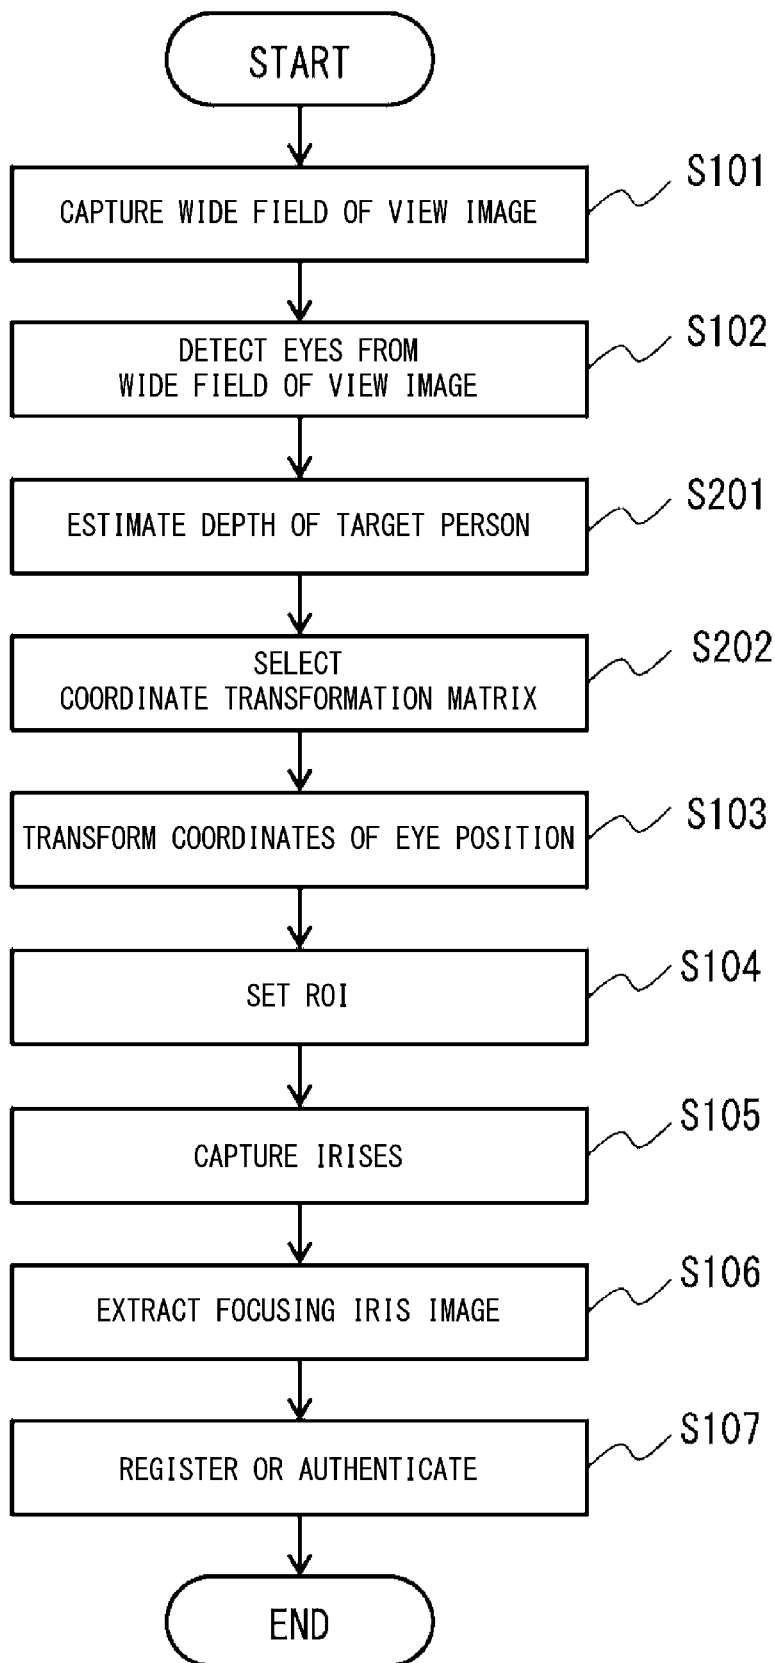 START
CAPTURE WIDE FIELD OF VIEW IMAGE
S101
DETECT EYES FROM
WIDE FIELD OF VIEW IMAGE
S102
ESTIMATE DEPTH OF TARGET PERSON
S201
SELECT
COORDINATE TRANSFORMATION MATRIX
S202
TRANSFORM COORDINATES OF EYE POSITION
S103
SET ROI
S104
CAPTURE IRISES
S105
EXTRACT FOCUSING IRIS IMAGE
S106
REGISTER OR AUTHENTICATE
S107
END